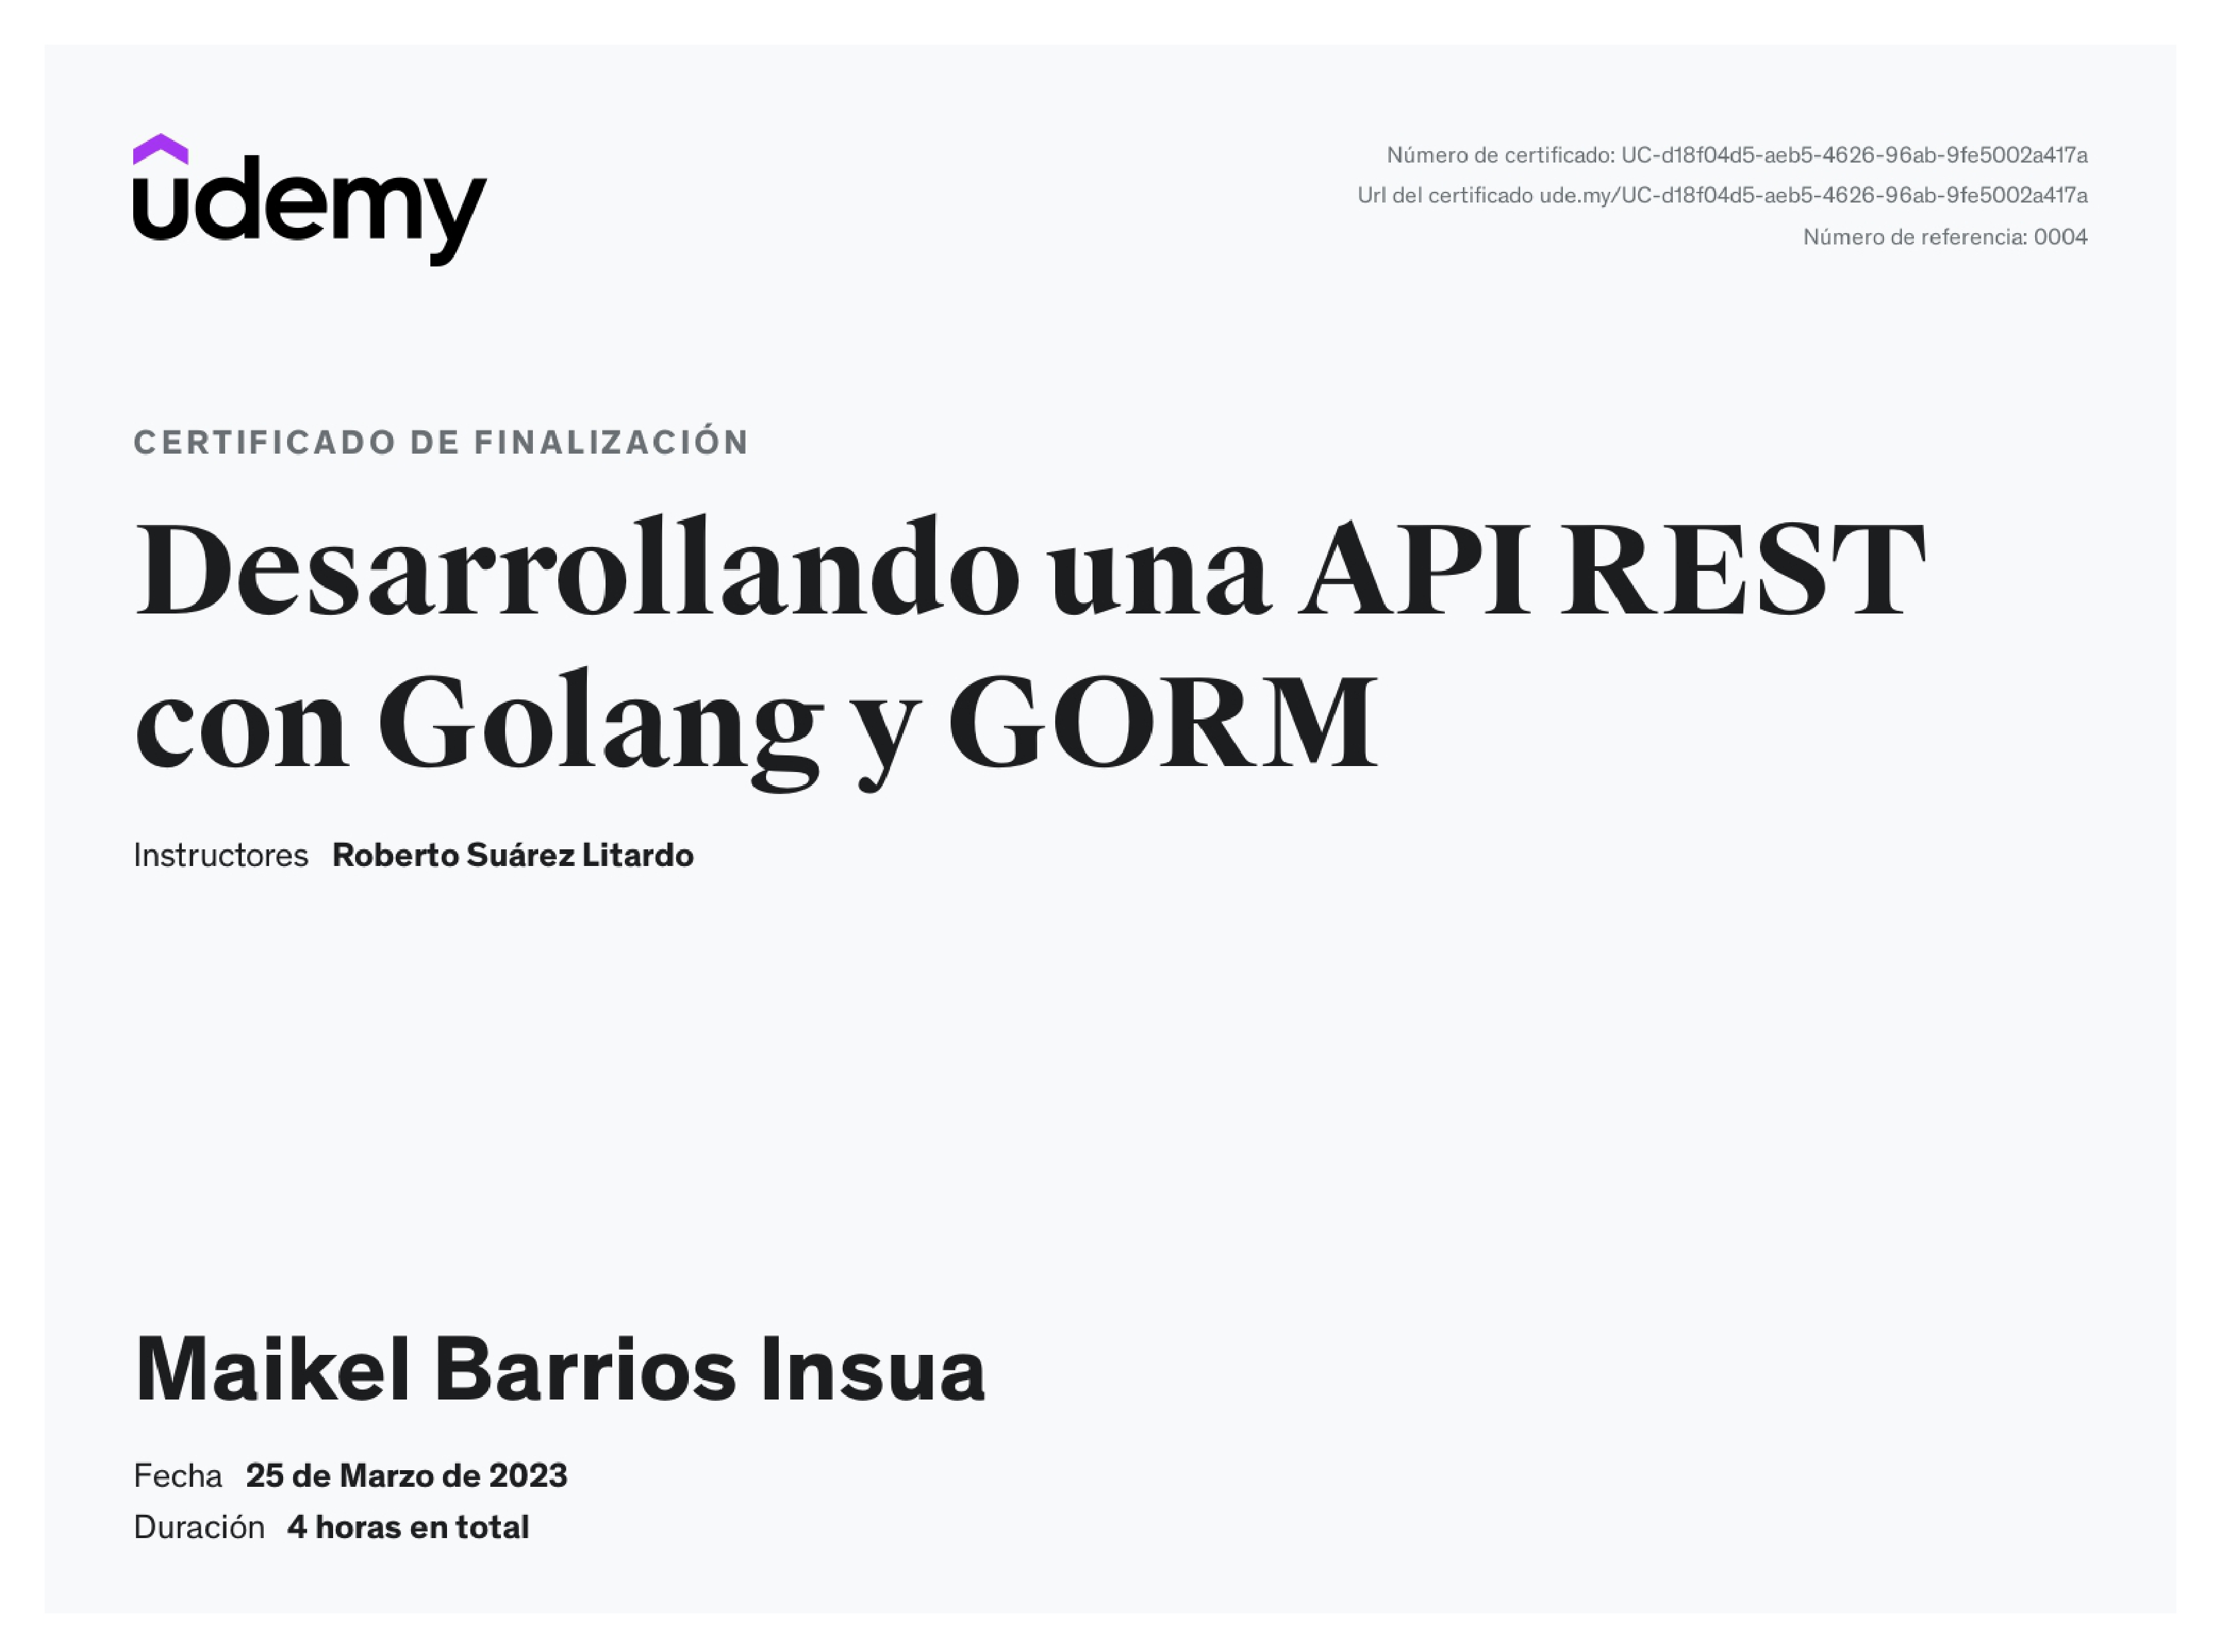 udemy
Número de certificado: UC-d18f04d5-aeb5-4626-96ab-9fe5002a417a
Url del certificado ude.my/UC-d18f04d5-aeb5-4626-96ab-9fe5002a417a
Número de referencia: 0004
CERTIFICADO DE FINALIZACIÓN
Desarrollando una API REST
con Golang y GORM
Instructores Roberto Suárez Litardo
Maikel Barrios Insua
Fecha 25 de Marzo de 2023
Duración 4 horas en total